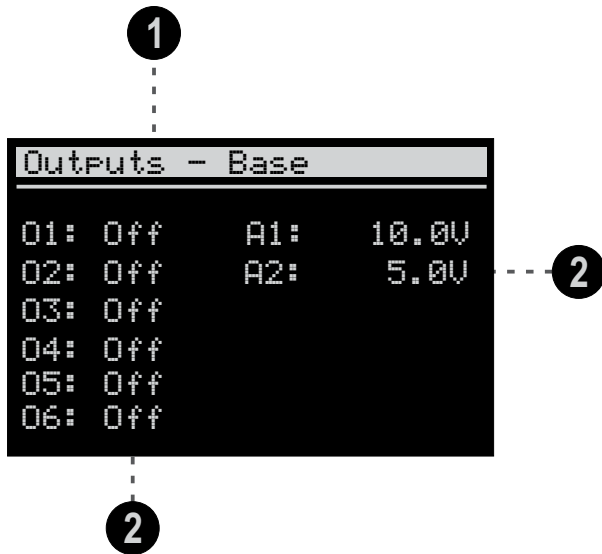 1
Outputs - Base
O1: Off A1: 10.0V
O2: Off A2: 5.0V
2
O3: Off
O4: Off
O5: Off
O6: Off
2